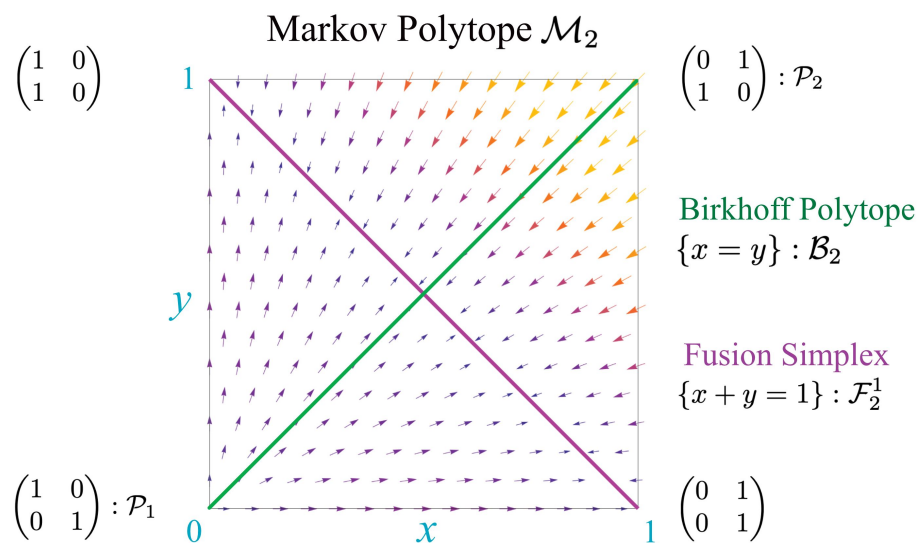 Markov Polytope 𝓜₂
(1 0
1 0)
1
(0 1
1 0) : 𝒫₂
Birkhoff Polytope
{x = y} : ℬ₂
y
Fusion Simplex
{x + y = 1} : ℱ₂¹
(1 0
0 1) : 𝒫₁
0
x
1
(0 1
0 1)